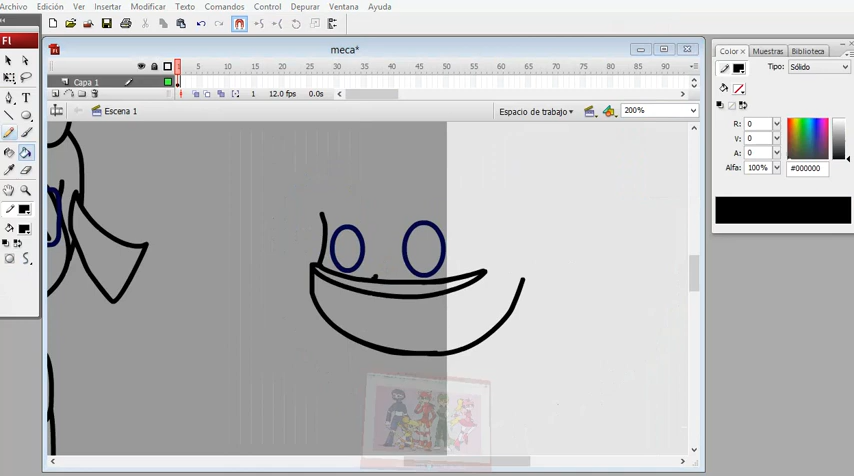 Archivo Edición Ver Insertar Modificar Texto Comandos Control Depurar Ventana Ayuda
Fl
meca*
Color Muestras Biblioteca
Tipo: Sólido
5 10 15 20 25 30 35 40 45 50 55 60 65 70 75 80 85 90
Capa 1
1 12.0 fps 0.0s
Escena 1 Espacio de trabajo 200%
R: 0
V: 0
A: 0
Alfa: 100% #000000